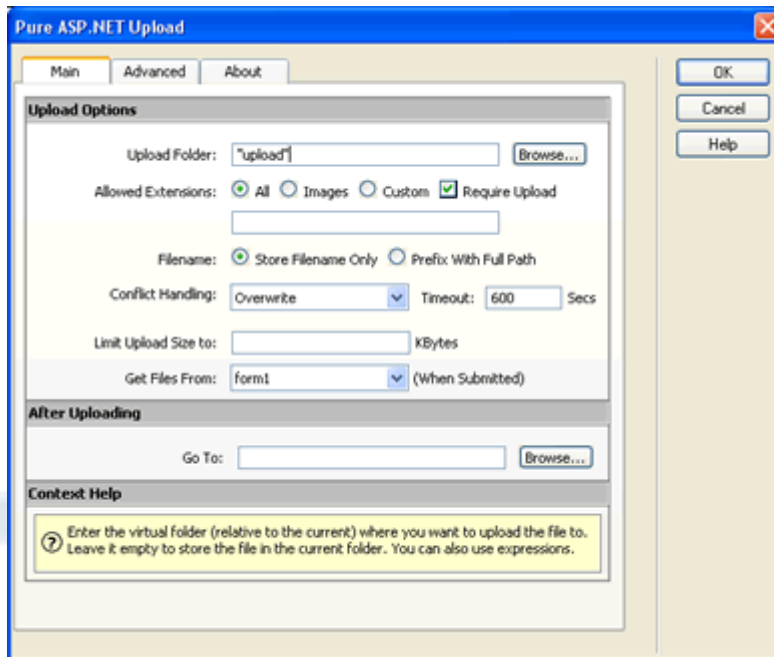 Pure ASP.NET Upload
Main Advanced About
OK
Cancel
Help
Upload Options
Upload Folder: "upload" Browse...
Allowed Extensions: All Images Custom Require Upload
Filename: Store Filename Only Prefix With Full Path
Conflict Handling: Overwrite Timeout: 600 Secs
Limit Upload Size to: KBytes
Get Files From: form1 (When Submitted)
After Uploading
Go To: Browse...
Context Help
Enter the virtual folder (relative to the current) where you want to upload the file to.
Leave it empty to store the file in the current folder. You can also use expressions.